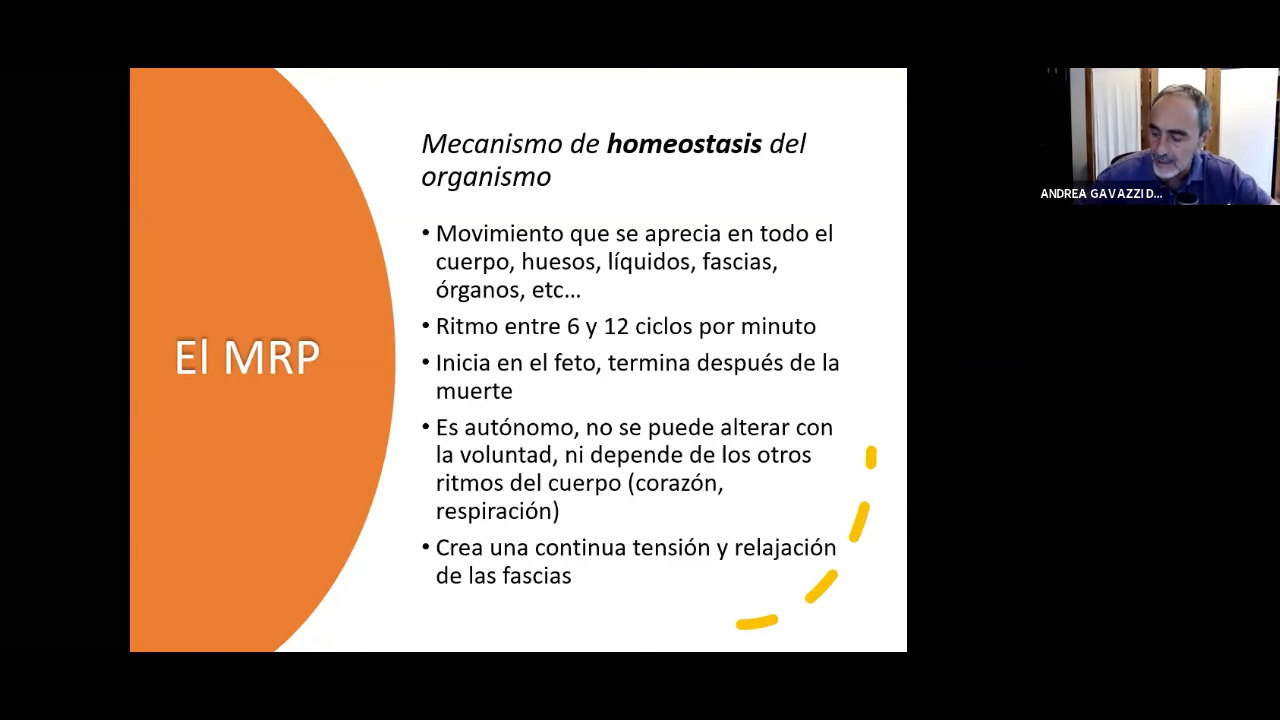 El MRP
Mecanismo de homeostasis del
organismo
• Movimiento que se aprecia en todo el
cuerpo, huesos, líquidos, fascias,
órganos, etc...
• Ritmo entre 6 y 12 ciclos por minuto
• Inicia en el feto, termina después de la
muerte
• Es autónomo, no se puede alterar con
la voluntad, ni depende de los otros
ritmos del cuerpo (corazón,
respiración)
• Crea una continua tensión y relajación
de las fascias
ANDREA GAVAZZI D...